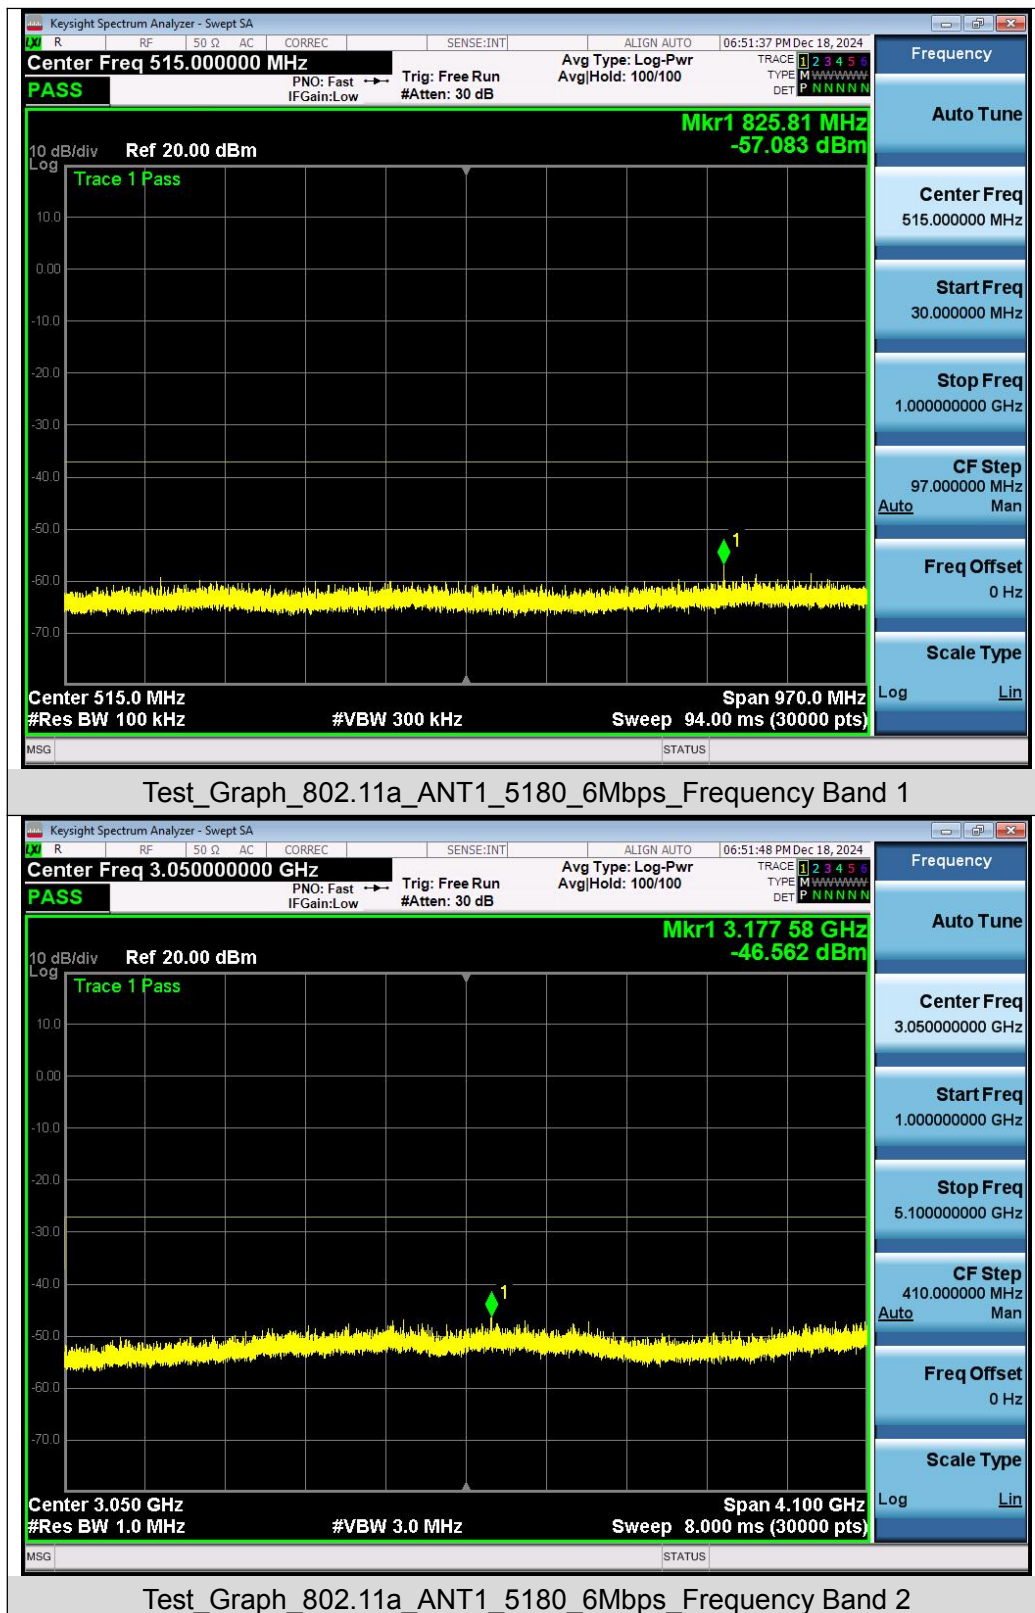 Keysight Spectrum Analyzer - Swept SA
LXI R RF 50 Ω AC CORREC SENSE:INT ALIGN AUTO 06:51:37 PM Dec 18, 2024
Center Freq 515.000000 MHz
PASS
PNO: Fast
IFGain:Low
Trig: Free Run
#Atten: 30 dB
Avg Type: Log-Pwr
Avg|Hold: 100/100
TRACE 1 2 3 4 5 6
TYPE M WWWWW
DET P N N N N N
Frequency
Mkr1 825.81 MHz
-57.083 dBm
10 dB/div Ref 20.00 dBm
Log
Trace 1 Pass
10.0
0.00
-10.0
-20.0
-30.0
-40.0
-50.0
-60.0
-70.0
1
Center 515.0 MHz Span 970.0 MHz
#Res BW 100 kHz #VBW 300 kHz Sweep 94.00 ms (30000 pts)
MSG STATUS
Auto Tune
Center Freq
515.000000 MHz
Start Freq
30.000000 MHz
Stop Freq
1.000000000 GHz
CF Step
97.000000 MHz
Auto Man
Freq Offset
0 Hz
Scale Type
Log Lin
Test_Graph_802.11a_ANT1_5180_6Mbps_Frequency Band 1
Keysight Spectrum Analyzer - Swept SA
LXI R RF 50 Ω AC CORREC SENSE:INT ALIGN AUTO 06:51:48 PM Dec 18, 2024
Center Freq 3.050000000 GHz
PASS
PNO: Fast
IFGain:Low
Trig: Free Run
#Atten: 30 dB
Avg Type: Log-Pwr
Avg|Hold: 100/100
TRACE 1 2 3 4 5 6
TYPE M WWWWW
DET P N N N N N
Frequency
Mkr1 3.177 58 GHz
-46.562 dBm
10 dB/div Ref 20.00 dBm
Log
Trace 1 Pass
10.0
0.00
-10.0
-20.0
-30.0
-40.0
-50.0
-60.0
-70.0
1
Center 3.050 GHz Span 4.100 GHz
#Res BW 1.0 MHz #VBW 3.0 MHz Sweep 8.000 ms (30000 pts)
MSG STATUS
Auto Tune
Center Freq
3.050000000 GHz
Start Freq
1.000000000 GHz
Stop Freq
5.100000000 GHz
CF Step
410.000000 MHz
Auto Man
Freq Offset
0 Hz
Scale Type
Log Lin
Test_Graph_802.11a_ANT1_5180_6Mbps_Frequency Band 2